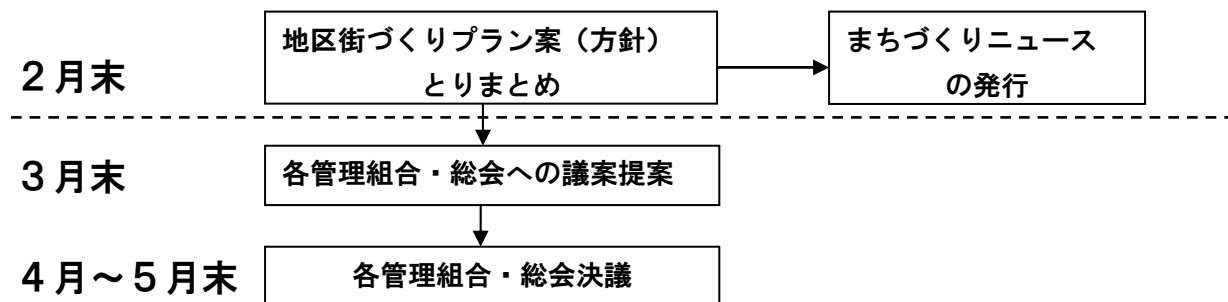 地区街づくりプラン案（方針）
とりまとめ
まちづくりニュース
の発行
２月末
３月末
各管理組合・総会への議案提案
４月～５月末
各管理組合・総会決議